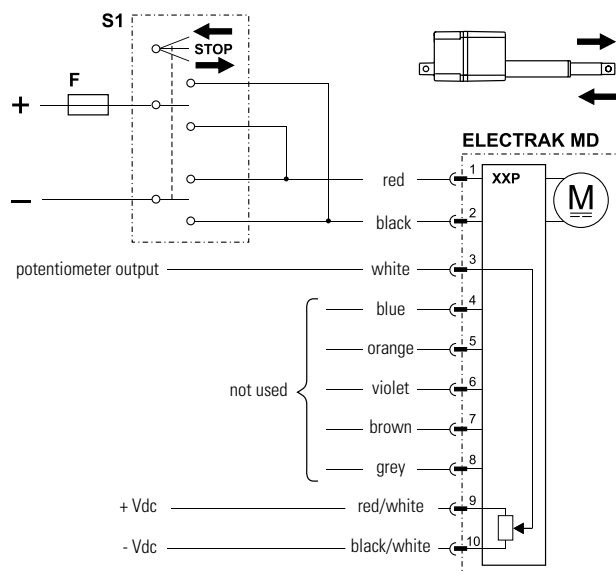 S1
STOP
F
+
−
ELECTRAK MD
XXP
M
red 1
black 2
potentiometer output white 3
blue 4
orange 5
not used violet 6
brown 7
grey 8
+ Vdc red/white 9
- Vdc black/white 10